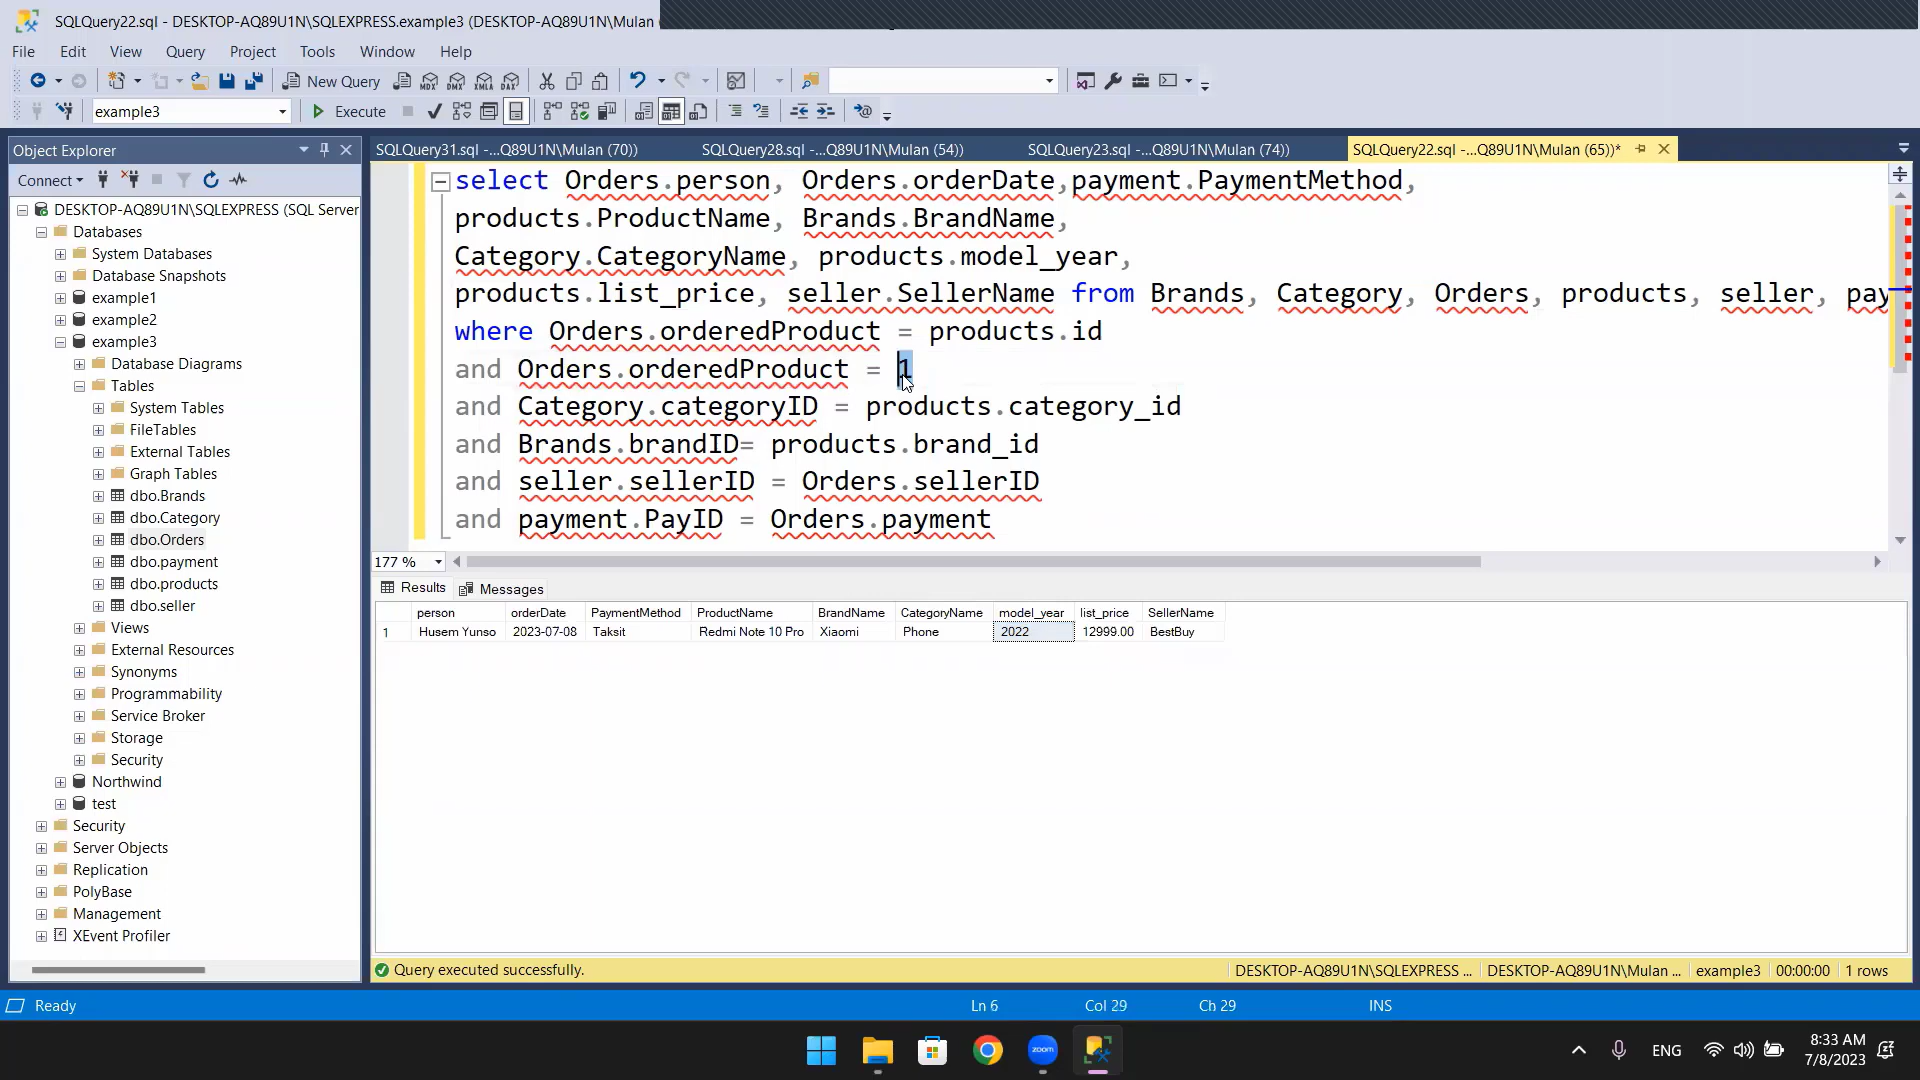 SQLQuery22.sql - DESKTOP-AQ89U1N\SQLEXPRESS.example3 (DESKTOP-AQ89U1N\Mulan
File Edit View Query Project Tools Window Help
New Query
MDX DMX XMLA DAX
example3 Execute
Object Explorer
Connect
DESKTOP-AQ89U1N\SQLEXPRESS (SQL Server
Databases
System Databases
Database Snapshots
example1
example2
example3
Database Diagrams
Tables
System Tables
FileTables
External Tables
Graph Tables
dbo.Brands
dbo.Category
dbo.Orders
dbo.payment
dbo.products
dbo.seller
Views
External Resources
Synonyms
Programmability
Service Broker
Storage
Security
Northwind
test
Security
Server Objects
Replication
PolyBase
Management
XEvent Profiler
SQLQuery31.sql -...Q89U1N\Mulan (70)) SQLQuery28.sql -...Q89U1N\Mulan (54)) SQLQuery23.sql -...Q89U1N\Mulan (74)) SQLQuery22.sql -...Q89U1N\Mulan (65))*
select Orders.person, Orders.orderDate,payment.PaymentMethod,
products.ProductName, Brands.BrandName,
Category.CategoryName, products.model_year,
products.list_price, seller.SellerName from Brands, Category, Orders, products, seller, pay
where Orders.orderedProduct = products.id
and Orders.orderedProduct = 1
and Category.categoryID = products.category_id
and Brands.brandID= products.brand_id
and seller.sellerID = Orders.sellerID
and payment.PayID = Orders.payment
177 %
Results Messages
person orderDate PaymentMethod ProductName BrandName CategoryName model_year list_price SellerName
1 Husem Yunso 2023-07-08 Taksit Redmi Note 10 Pro Xiaomi Phone 2022 12999.00 BestBuy
Query executed successfully. DESKTOP-AQ89U1N\SQLEXPRESS ... DESKTOP-AQ89U1N\Mulan ... example3 00:00:00 1 rows
Ready Ln 6 Col 29 Ch 29 INS
zoom
ENG 8:33 AM
7/8/2023